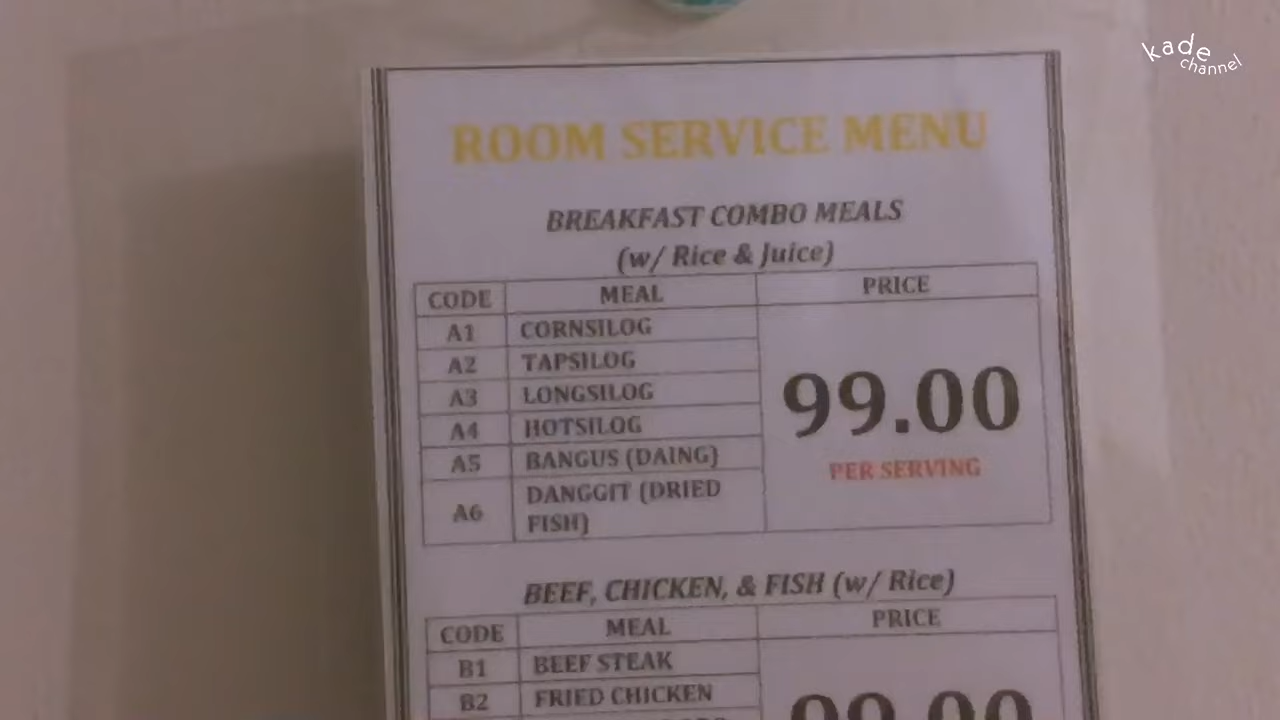 kade
channel
ROOM SERVICE MENU
BREAKFAST COMBO MEALS
(w/ Rice & Juice)
CODE MEAL PRICE
A1 CORNSILOG
A2 TAPSILOG
A3 LONGSILOG
A4 HOTSILOG
A5 BANGUS (DAING)
A6 DANGGIT (DRIED
FISH)
99.00
PER SERVING
BEEF, CHICKEN, & FISH (w/ Rice)
CODE MEAL PRICE
B1 BEEF STEAK
B2 FRIED CHICKEN
99.00